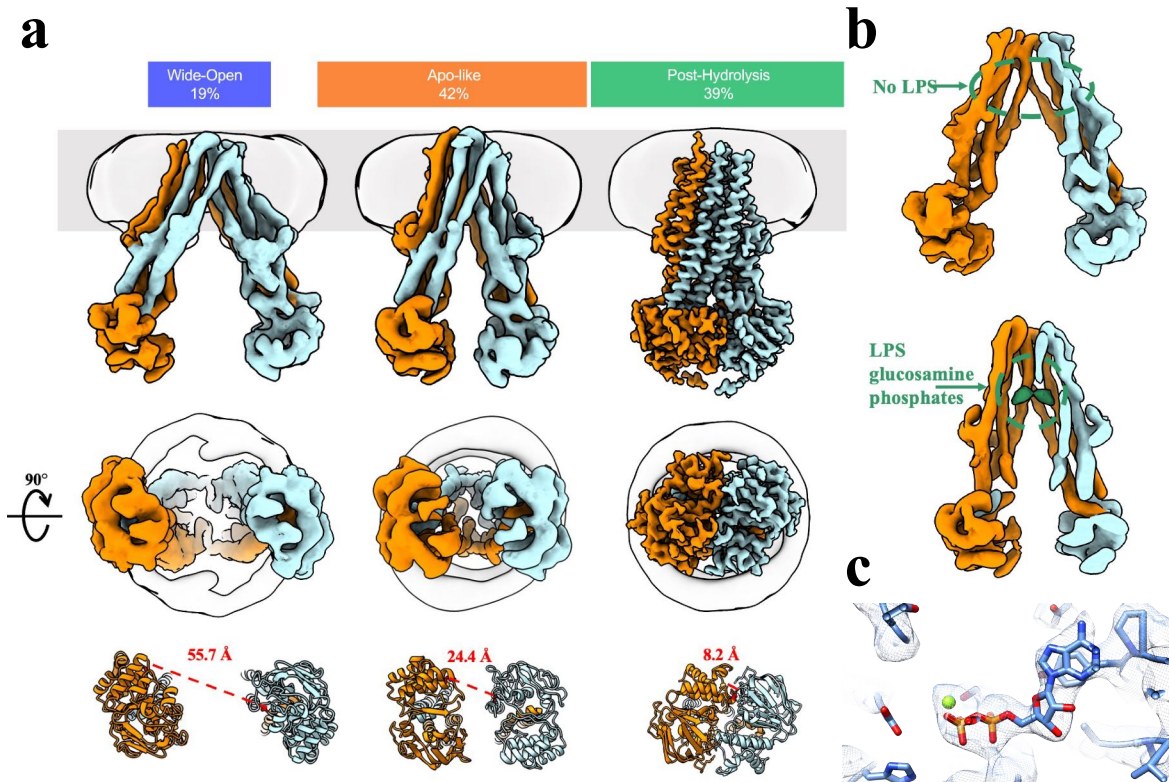 a
b
Wide-Open
19%
Apo-like
42%
Post-Hydrolysis
39%
No LPS
LPS
glucosamine
phosphates
90°
c
55.7 Å
24.4 Å
8.2 Å